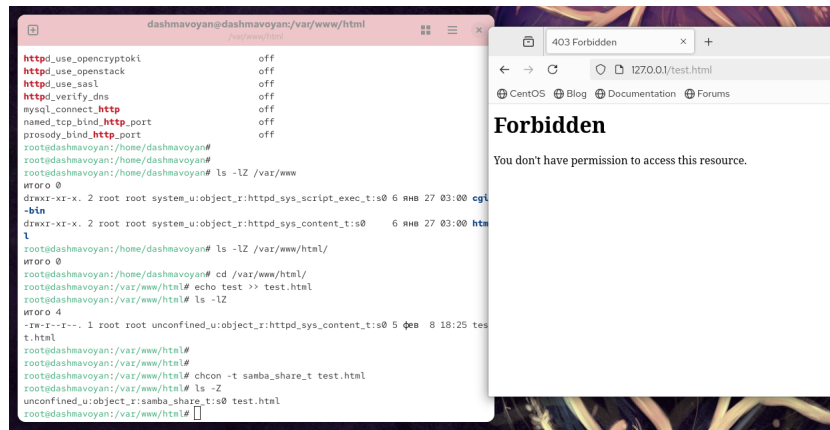 dashmavoyan@dashmavoyan:/var/www/html
/var/www/html
httpd_use_opencryptoki off
httpd_use_openstack off
httpd_use_sasl off
httpd_verify_dns off
mysql_connect_http off
named_tcp_bind_http_port off
prosody_bind_http_port off
root@dashmavoyan:/home/dashmavoyan#
root@dashmavoyan:/home/dashmavoyan#
root@dashmavoyan:/home/dashmavoyan# ls -lZ /var/www
итого 0
drwxr-xr-x. 2 root root system_u:object_r:httpd_sys_script_exec_t:s0 6 янв 27 03:00 cgi
-bin
drwxr-xr-x. 2 root root system_u:object_r:httpd_sys_content_t:s0 6 янв 27 03:00 htm
l
root@dashmavoyan:/home/dashmavoyan# ls -lZ /var/www/html/
итого 0
root@dashmavoyan:/home/dashmavoyan# cd /var/www/html/
root@dashmavoyan:/var/www/html# echo test >> test.html
root@dashmavoyan:/var/www/html# ls -lZ
итого 4
-rw-r--r--. 1 root root unconfined_u:object_r:httpd_sys_content_t:s0 5 фев 8 18:25 tes
t.html
root@dashmavoyan:/var/www/html#
root@dashmavoyan:/var/www/html#
root@dashmavoyan:/var/www/html# chcon -t samba_share_t test.html
root@dashmavoyan:/var/www/html# ls -Z
unconfined_u:object_r:samba_share_t:s0 test.html
root@dashmavoyan:/var/www/html#
403 Forbidden
127.0.0.1/test.html
CentOS Blog Documentation Forums
Forbidden
You don't have permission to access this resource.